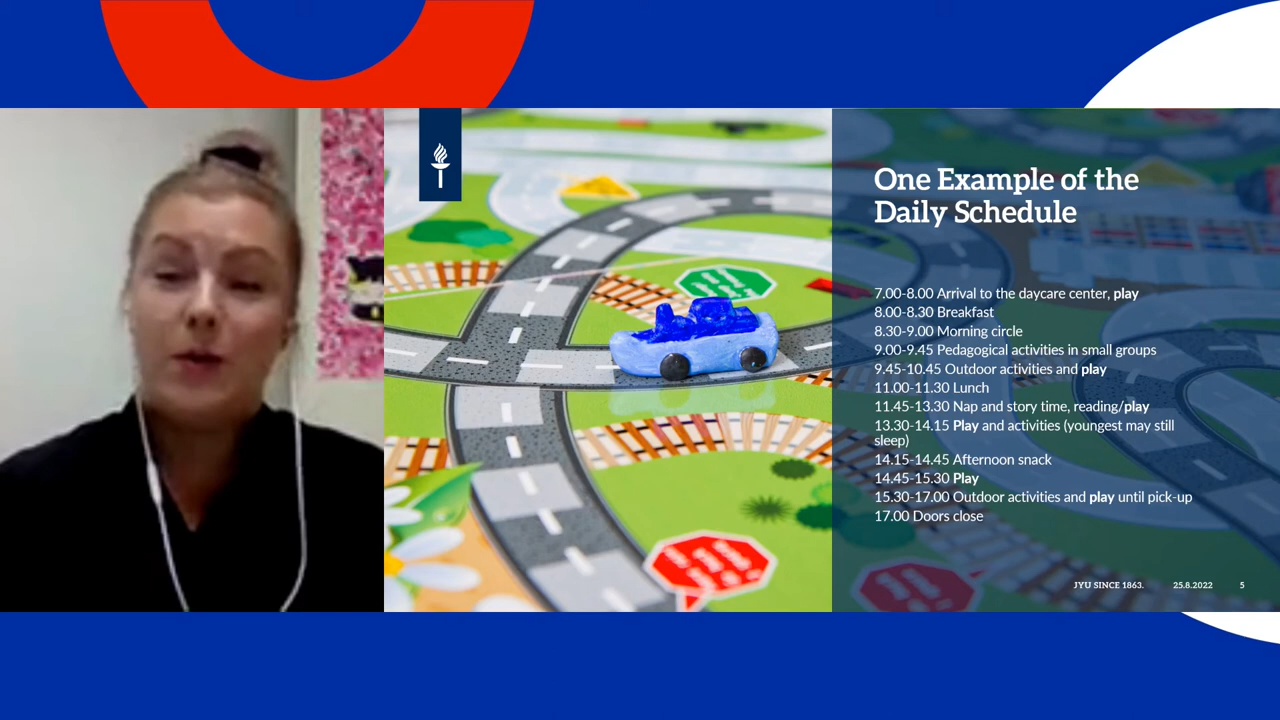 One Example of the
Daily Schedule
7.00-8.00 Arrival to the daycare center, play
8.00-8.30 Breakfast
8.30-9.00 Morning circle
9.00-9.45 Pedagogical activities in small groups
9.45-10.45 Outdoor activities and play
11.00-11.30 Lunch
11.45-13.30 Nap and story time, reading/play
13.30-14.15 Play and activities (youngest may still
sleep)
14.15-14.45 Afternoon snack
14.45-15.30 Play
15.30-17.00 Outdoor activities and play until pick-up
17.00 Doors close
JYU SINCE 1863. 25.8.2022 5